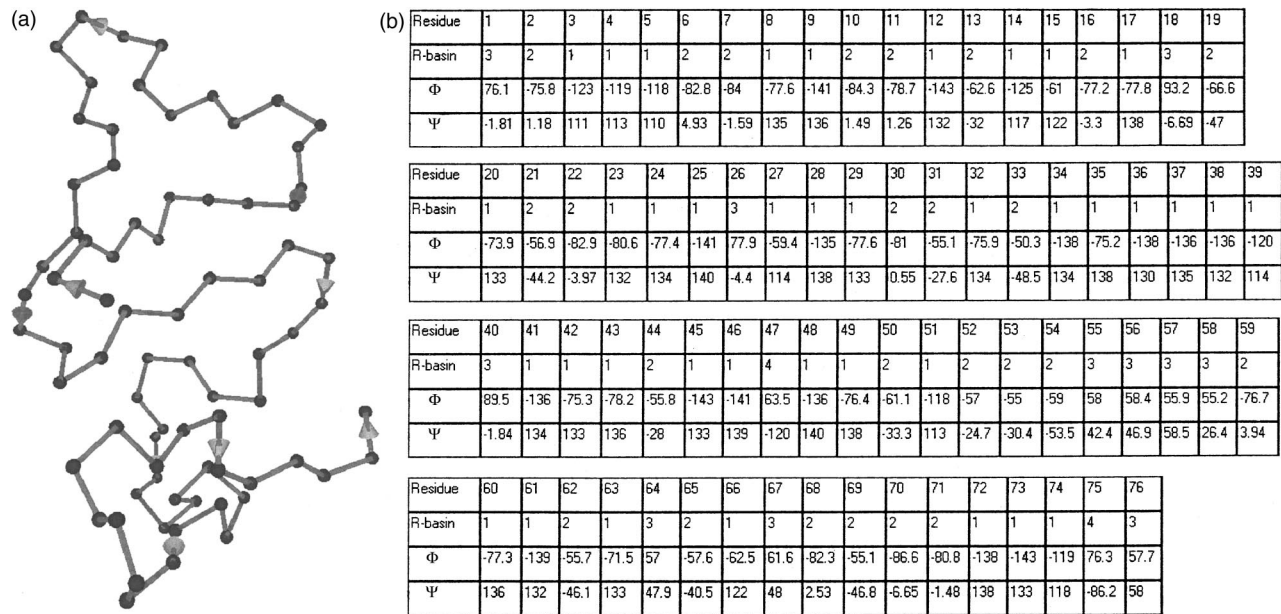 (a)
(b)
Residue 1 2 3 4 5 6 7 8 9 10 11 12 13 14 15 16 17 18 19
R-basin 3 2 1 1 1 2 2 1 1 2 2 1 2 1 1 2 1 3 2
Φ 76.1 -75.8 -123 -119 -118 -82.8 -84 -77.6 -141 -84.3 -78.7 -143 -62.6 -125 -61 -77.2 -77.8 93.2 -66.6
Ψ -1.81 1.18 111 113 110 4.93 -1.59 135 136 1.49 1.26 132 -32 117 122 -3.3 138 -6.69 -47
Residue 20 21 22 23 24 25 26 27 28 29 30 31 32 33 34 35 36 37 38 39
R-basin 1 2 2 1 1 1 3 1 1 1 2 2 1 2 1 1 1 1 1 1
Φ -73.9 -56.9 -82.9 -80.6 -77.4 -141 77.9 -59.4 -135 -77.6 -81 -55.1 -75.9 -50.3 -138 -75.2 -138 -136 -136 -120
Ψ 133 -44.2 -3.97 132 134 140 -4.4 114 138 133 0.55 -27.6 134 -48.5 134 138 130 135 132 114
Residue 40 41 42 43 44 45 46 47 48 49 50 51 52 53 54 55 56 57 58 59
R-basin 3 1 1 1 2 1 1 4 1 1 2 1 2 2 2 3 3 3 3 2
Φ 89.5 -136 -75.3 -78.2 -55.8 -143 -141 63.5 -136 -76.4 -61.1 -118 -57 -55 -59 58 58.4 55.9 55.2 -76.7
Ψ -1.84 134 133 136 -28 133 139 -120 140 138 -33.3 113 -24.7 -30.4 -53.5 42.4 46.9 58.5 26.4 3.94
Residue 60 61 62 63 64 65 66 67 68 69 70 71 72 73 74 75 76
R-basin 1 1 2 1 3 2 1 3 2 2 2 2 1 1 1 4 3
Φ -77.3 -139 -55.7 -71.5 57 -57.6 -62.5 61.6 -82.3 -55.1 -86.6 -80.8 -138 -143 -119 76.3 57.7
Ψ 136 132 -46.1 133 47.9 -40.5 122 48 2.53 -46.8 -6.65 -1.48 138 133 118 -86.2 58